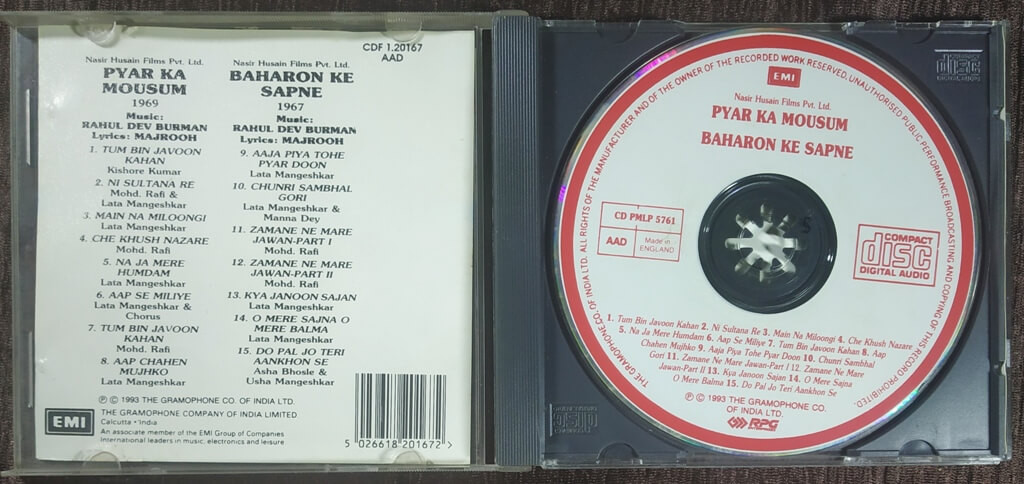 CDF 1.20167
AAD
Nasir Husain Films Pvt. Ltd.
PYAR KA
MOUSUM
1969
Music:
RAHUL DEV BURMAN
Lyrics: MAJROOH
1. TUM BIN JAVOON
KAHAN
Kishore Kumar
2. NI SULTANA RE
Mohd. Rafi &
Lata Mangeshkar
3. MAIN NA MILOONGI
Lata Mangeshkar
4. CHE KHUSH NAZARE
Mohd. Rafi
5. NA JA MERE
HUMDAM
Lata Mangeshkar
6. AAP SE MILIYE
Lata Mangeshkar &
Chorus
7. TUM BIN JAVOON
KAHAN
Mohd. Rafi
8. AAP CHAHEN
MUJHKO
Lata Mangeshkar
Nasir Husain Films Pvt. Ltd.
BAHARON KE
SAPNE
1967
Music:
RAHUL DEV BURMAN
Lyrics: MAJROOH
9. AAJA PIYA TOHE
PYAR DOON
Lata Mangeshkar
10. CHUNRI SAMBHAL
GORI
Lata Mangeshkar &
Manna Dey
11. ZAMANE NE MARE
JAWAN-PART I
Mohd. Rafi
12. ZAMANE NE MARE
JAWAN-PART II
Mohd. Rafi
13. KYA JANOON SAJAN
Lata Mangeshkar
14. O MERE SAJNA O
MERE BALMA
Lata Mangeshkar
15. DO PAL JO TERI
AANKHON SE
Asha Bhosle &
Usha Mangeshkar
℗ © 1993 THE GRAMOPHONE CO. OF INDIA LTD.
EMI
THE GRAMOPHONE COMPANY OF INDIA LIMITED
Calcutta • India
An associate member of the EMI Group of Companies
International leaders in music, electronics and leisure
5 026618 201672 >
THE GRAMOPHONE CO. OF INDIA LTD. ALL RIGHTS OF THE MANUFACTURER AND OF THE OWNER OF THE RECORDED WORK RESERVED, UNAUTHORISED PUBLIC PERFORMANCE BROADCASTING AND COPYING OF THIS RECORD PROHIBITED.
EMI
Nasir Husain Films Pvt. Ltd.
PYAR KA MOUSUM
BAHARON KE SAPNE
CD PMLP 5761
AAD
Made in
ENGLAND
COMPACT
disc
DIGITAL AUDIO
1. Tum Bin Javoon Kahan 2. Ni Sultana Re 3. Main Na Miloongi 4. Che Khush Nazare
5. Na Ja Mere Humdam 6. Aap Se Miliye 7. Tum Bin Javoon Kahan 8. Aap
Chahen Mujhko 9. Aaja Piya Tohe Pyar Doon 10. Chunri Sambhal
Gori 11. Zamane Ne Mare Jawan-Part I 12. Zamane Ne Mare
Jawan-Part II 13. Kya Janoon Sajan 14. O Mere Sajna
O Mere Balma 15. Do Pal Jo Teri Aankhon Se
℗ © 1993 THE GRAMOPHONE CO. OF
INDIA LTD.
RPG
disc